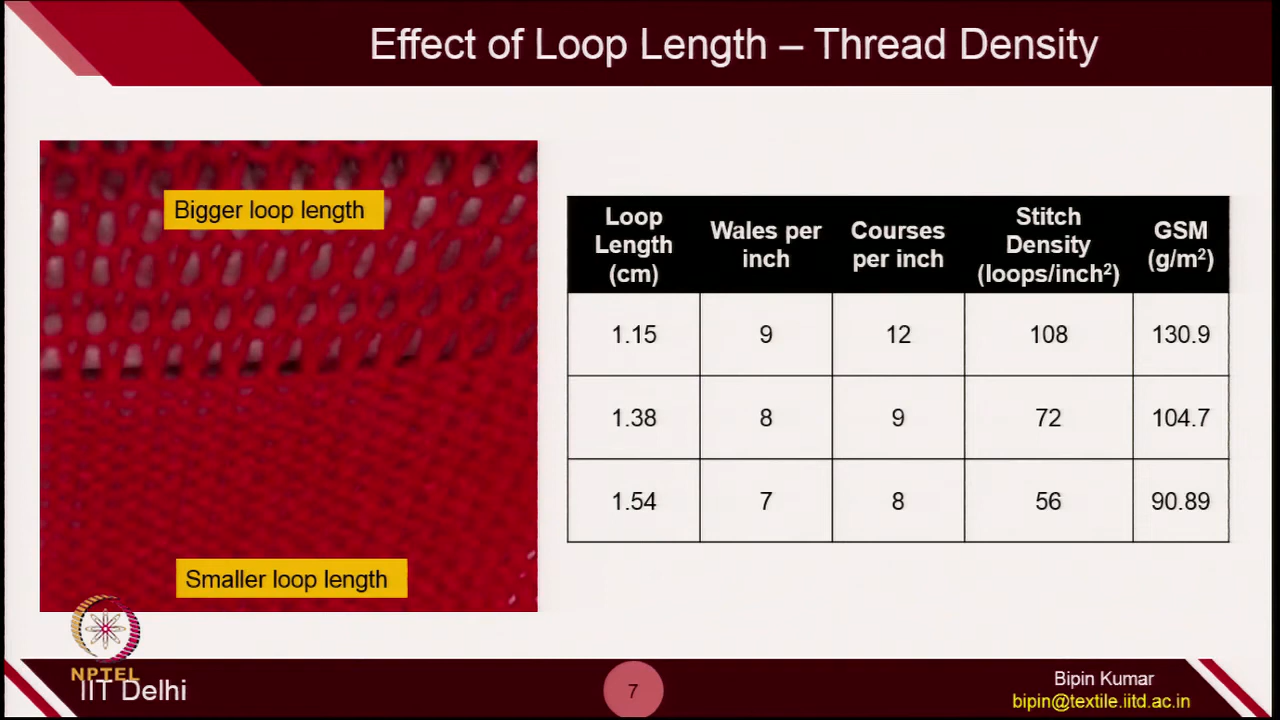 Effect of Loop Length – Thread Density
Bigger loop length
Smaller loop length
Loop Length (cm) Wales per inch Courses per inch Stitch Density (loops/inch²) GSM (g/m²)
1.15 9 12 108 130.9
1.38 8 9 72 104.7
1.54 7 8 56 90.89
NPTEL
IIT Delhi
7
Bipin Kumar
bipin@textile.iitd.ac.in